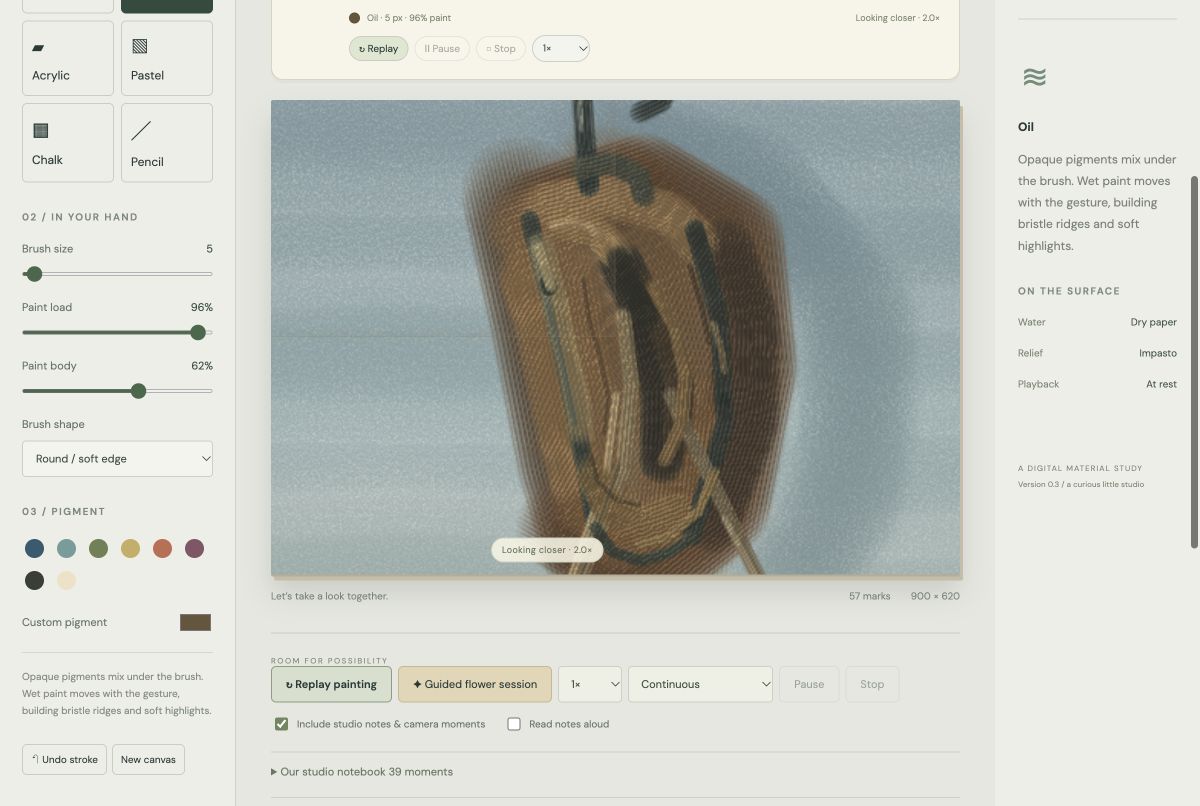 Acrylic
Pastel
Chalk
Pencil
02 / IN YOUR HAND
Brush size 5
Paint load 96%
Paint body 62%
Brush shape
Round / soft edge
03 / PIGMENT
Custom pigment
Opaque pigments mix under the brush.
Wet paint moves with the gesture,
building bristle ridges and soft highlights.
Undo stroke
New canvas
Oil · 5 px · 96% paint
Looking closer · 2.0×
↻ Replay
II Pause
□ Stop
1×
Looking closer · 2.0×
Let's take a look together.
57 marks
900 × 620
ROOM FOR POSSIBILITY
↻ Replay painting
✦ Guided flower session
1×
Continuous
Pause
Stop
Include studio notes & camera moments
Read notes aloud
▶ Our studio notebook 39 moments
Oil
Opaque pigments mix under
the brush. Wet paint moves
with the gesture, building
bristle ridges and soft
highlights.
ON THE SURFACE
Water Dry paper
Relief Impasto
Playback At rest
A DIGITAL MATERIAL STUDY
Version 0.3 / a curious little studio